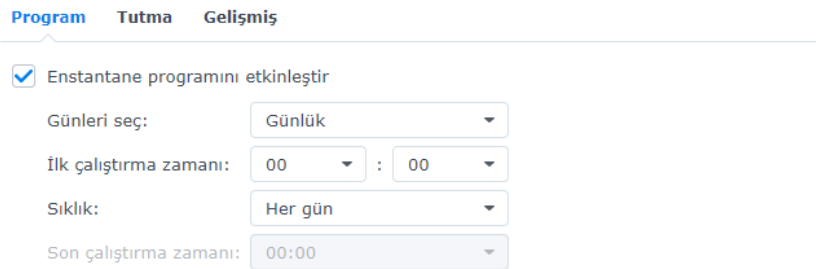 Program Tutma Gelişmiş
Enstantane programını etkinleştir
Günleri seç: Günlük
İlk çalıştırma zamanı: 00 : 00
Sıklık: Her gün
Son çalıştırma zamanı: 00:00